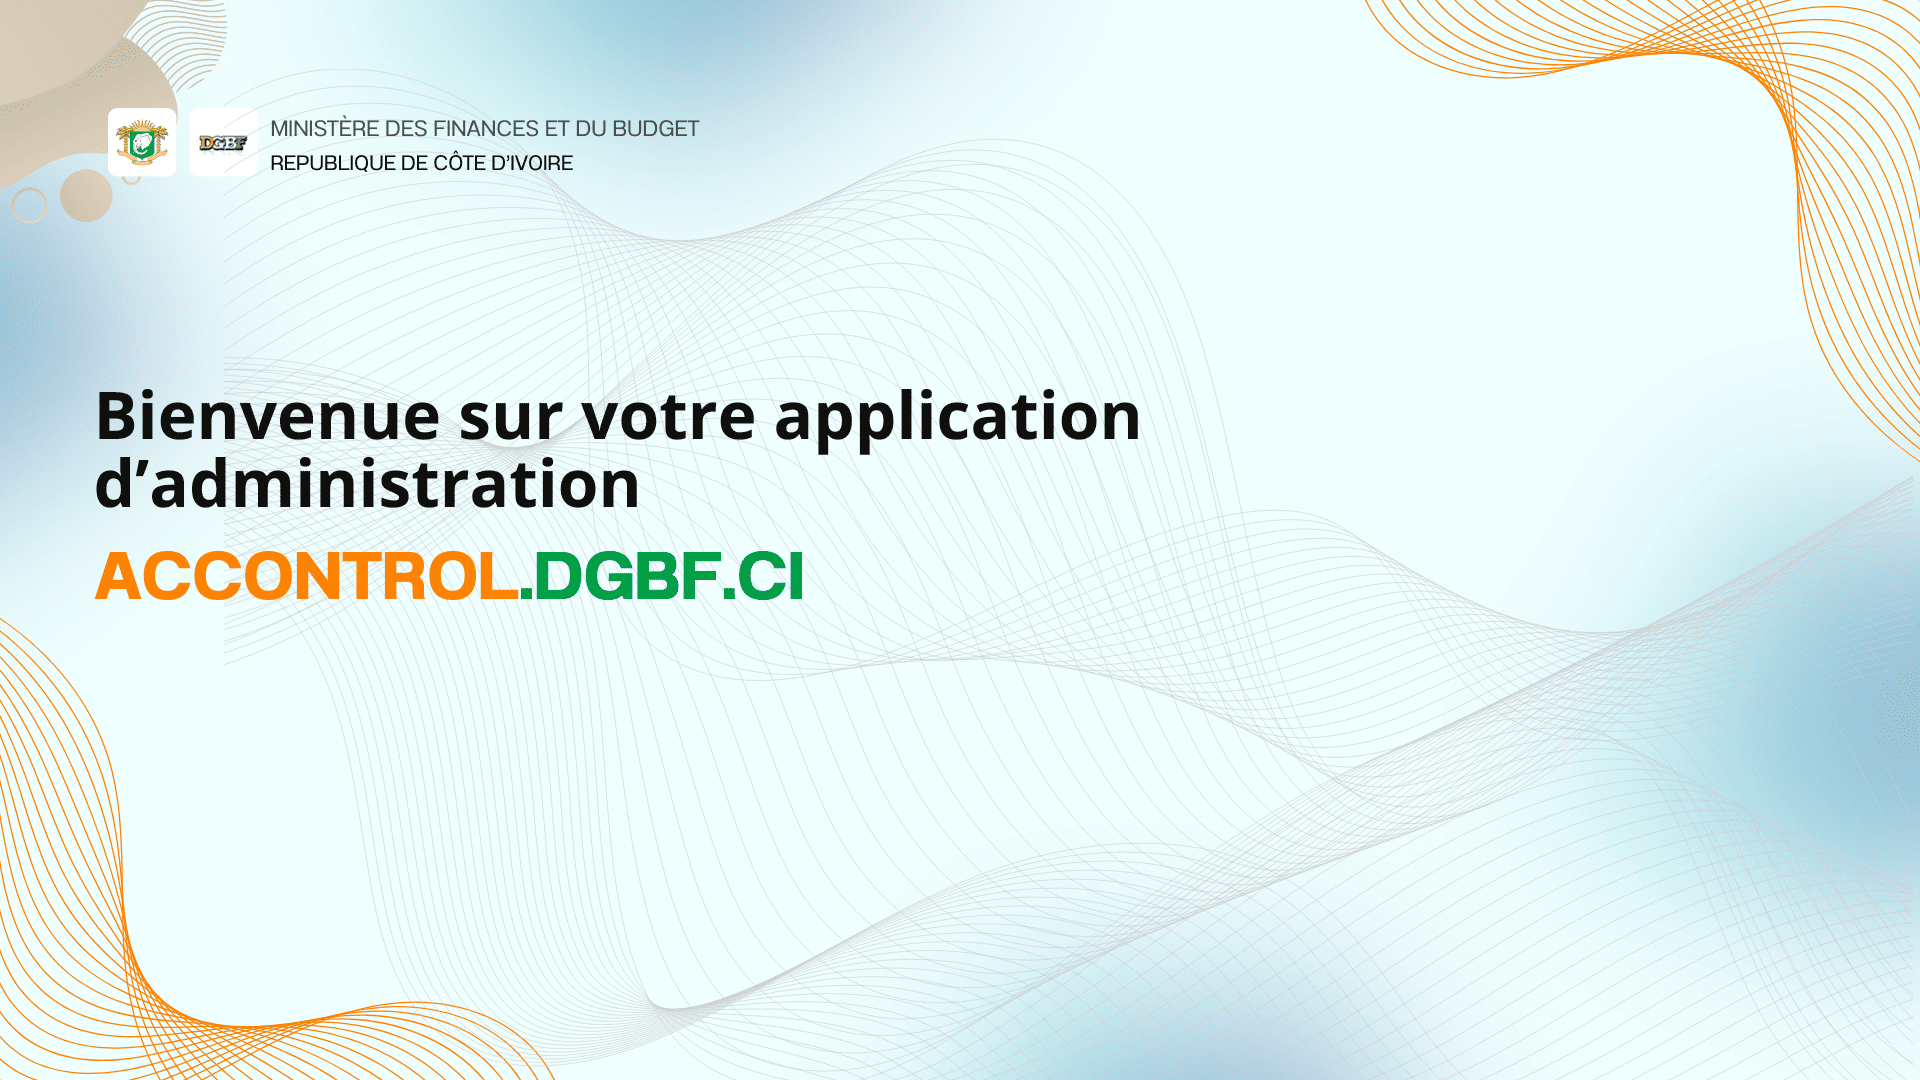 DGBF
MINISTÈRE DES FINANCES ET DU BUDGET
REPUBLIQUE DE CÔTE D’IVOIRE
Bienvenue sur votre application
d’administration
ACCONTROL.DGBF.CI